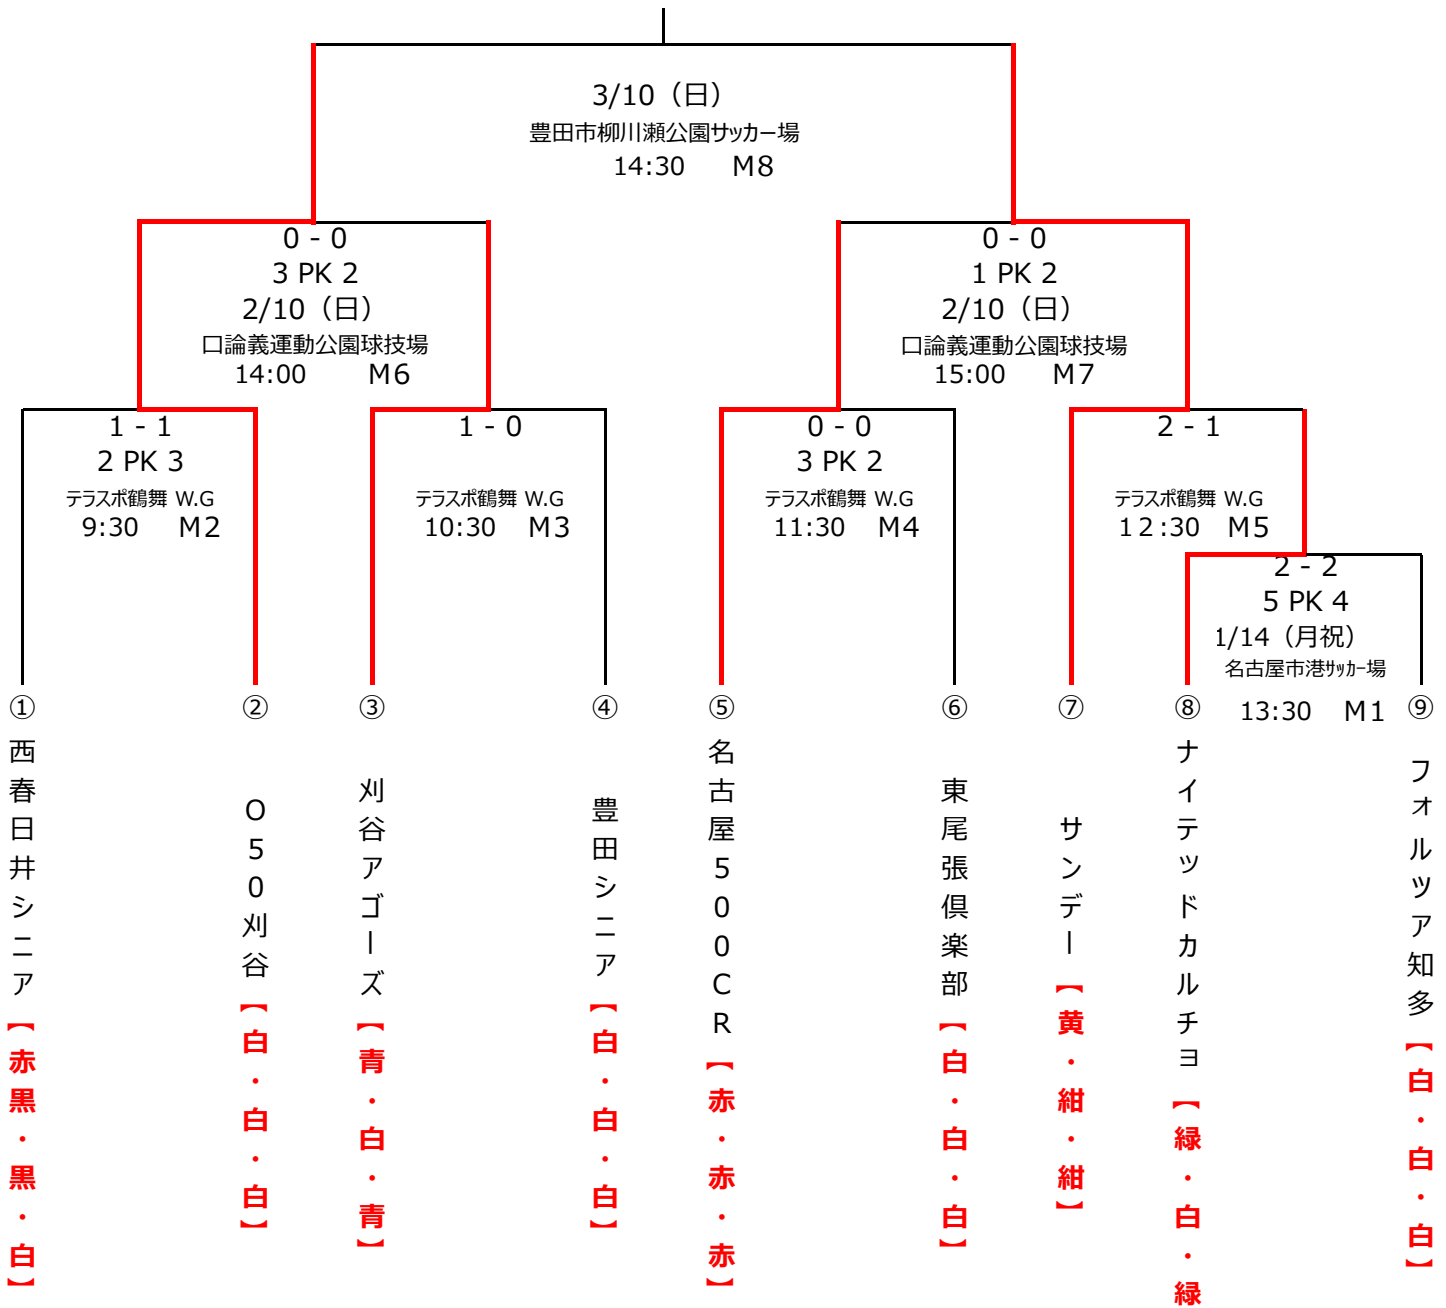 3/10（日）
豊田市柳川瀬公園サッカー場
14:30 M8
0 - 0
3 PK 2
2/10（日）
口論義運動公園球技場
14:00 M6
0 - 0
1 PK 2
2/10（日）
口論義運動公園球技場
15:00 M7
1 - 1
2 PK 3
テラスポ鶴舞 W.G
9:30 M2
1 - 0
テラスポ鶴舞 W.G
10:30 M3
0 - 0
3 PK 2
テラスポ鶴舞 W.G
11:30 M4
2 - 1
テラスポ鶴舞 W.G
１２:30 M5
2 - 2
5 PK 4
1/14（月祝）
名古屋市港サッカー場
13:30 M1
①
西春日井シニア【赤黒・黒・白】
②
O50刈谷【白・白・白】
③
刈谷アゴーズ【青・白・青】
④
豊田シニア【白・白・白】
⑤
名古屋500CR【赤・赤・赤】
⑥
東尾張倶楽部【白・白・白】
⑦
サンデー【黄・紺・紺】
⑧
ナイテッドカルチョ【緑・白・緑
⑨
フォルツア知多【白・白・白】